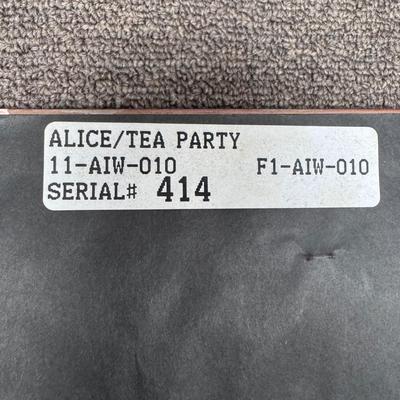 ALICE/TEA PARTY
11-AIW-010 F1-AIW-010
SERIAL# 414